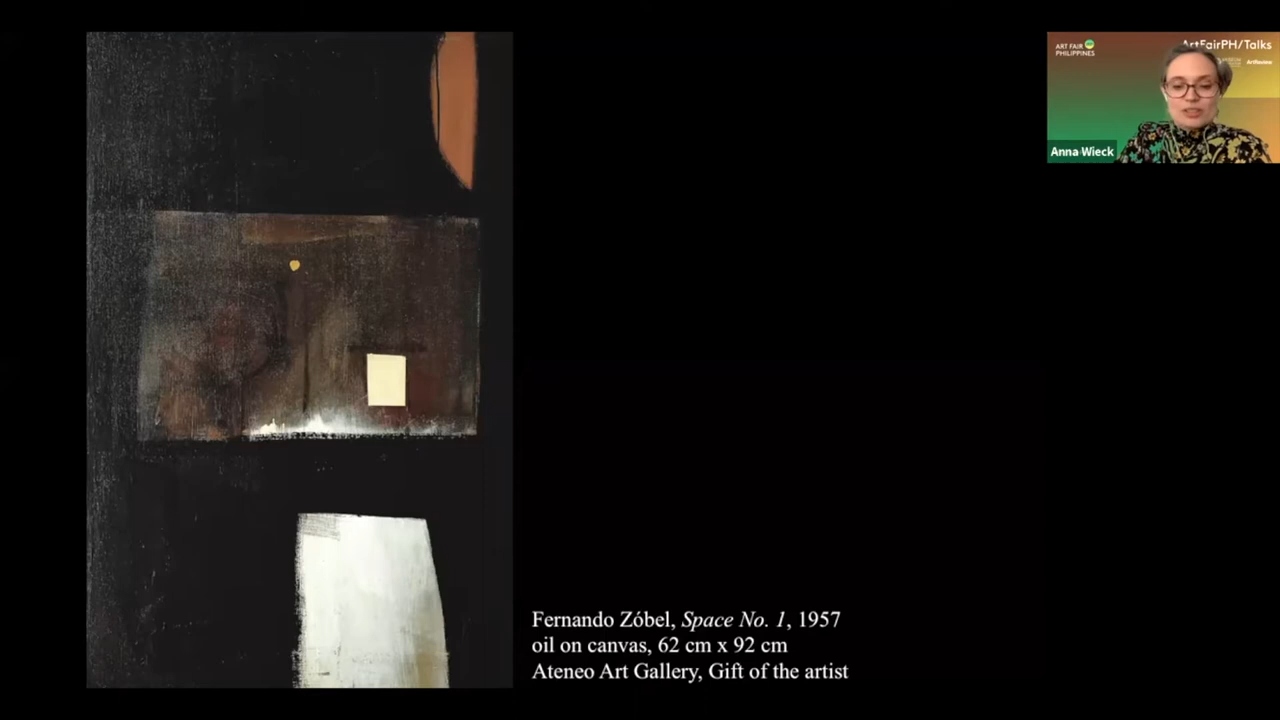 ART FAIR
PHILIPPINES
ArtFairPH/Talks
ArtReview
Anna Wieck
Fernando Zóbel, Space No. 1, 1957
oil on canvas, 62 cm x 92 cm
Ateneo Art Gallery, Gift of the artist